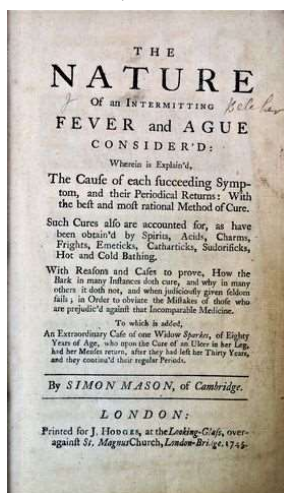 THE
NATURE
Of an INTERMITTING
FEVER and AGUE
CONSIDER'D:
Wherein is Explain'd,
The Cauſe of each ſucceeding Symp-
tom, and their Periodical Returns: With
the beſt and moſt rational Method of Cure.
Such Cures alſo are accounted for, as have
been obtain'd by Spirits, Acids, Charms,
Frights, Emeticks, Catharticks, Sudorificks,
Hot and Cold Bathing.
With Reaſons and Caſes to prove, How the
Bark in many Inſtances doth cure, and why in many
others it doth not, and when judiciouſly given ſeldom
fails; in Order to obviate the Miſtakes of thoſe who
are prejudic'd againſt that Incomparable Medicine.
To which is added,
An Extraordinary Caſe of one Widow Sparkes, of Eighty
Years of Age, who upon the Cure of an Ulcer in her Leg,
had her Menſes return, after they had left her Thirty Years,
and they continu'd their regular Periods.
By SIMON MASON, of Cambridge.
LONDON:
Printed for J. HODGES, at the Looking-Glaſs, over-
againſt St. Magnus Church, London-Bridge. 1745.